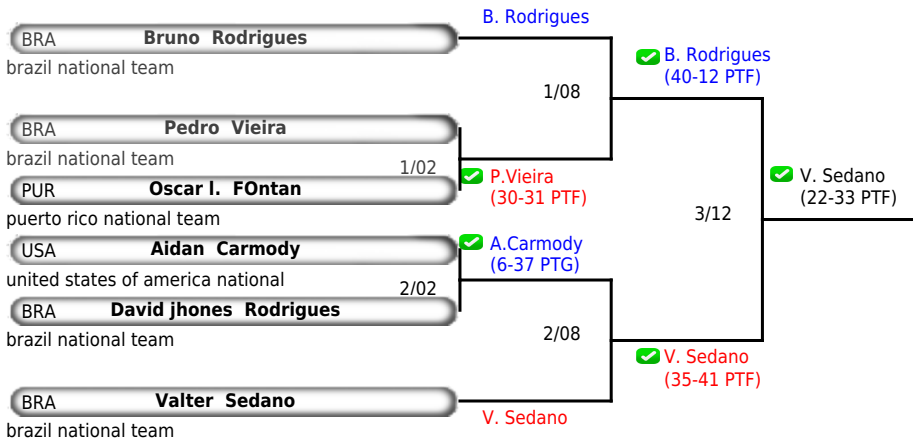 B. Rodrigues
BRA Bruno Rodrigues
brazil national team
B. Rodrigues
(40-12 PTF)
1/08
BRA Pedro Vieira
brazil national team
1/02
P.Vieira
(30-31 PTF)
PUR Oscar l. FOntan
puerto rico national team
V. Sedano
(22-33 PTF)
3/12
USA Aidan Carmody
united states of america national
A.Carmody
(6-37 PTG)
2/02
BRA David jhones Rodrigues
brazil national team
2/08
V. Sedano
(35-41 PTF)
BRA Valter Sedano
brazil national team
V. Sedano